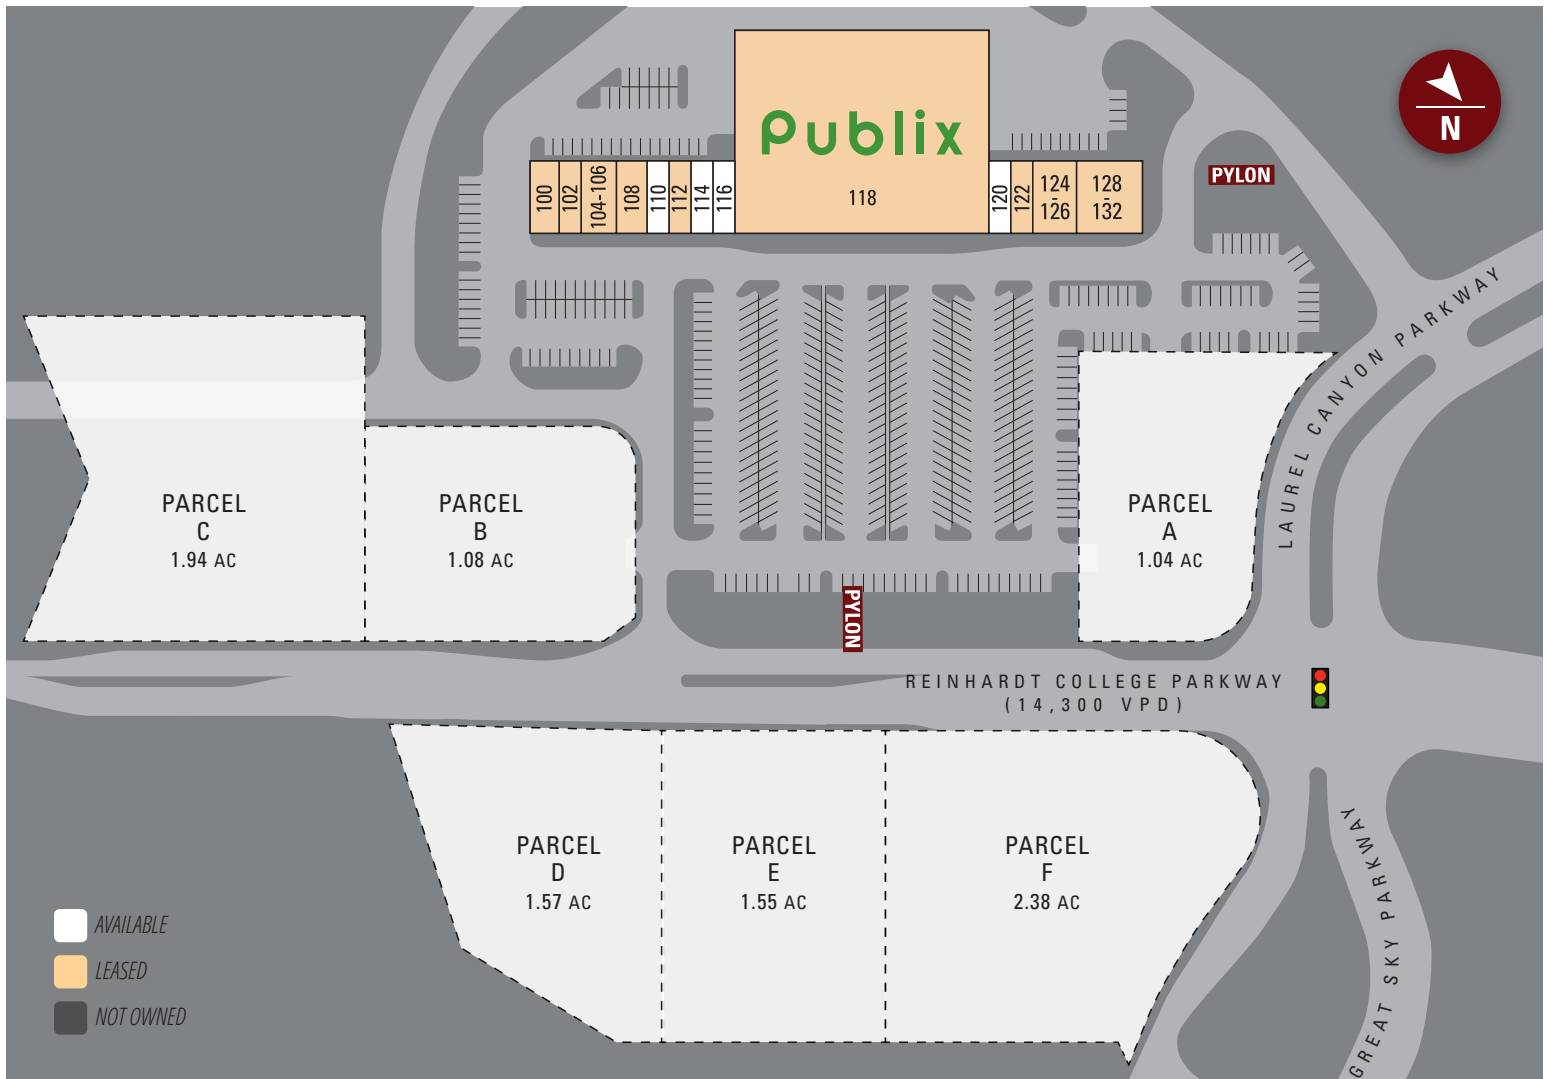 Publix
118
100
102
104-106
108
110
112
114
116
120
122
124
-
126
128
-
132
PYLON
N
LAUREL CANYON PARKWAY
PARCEL
C
1.94 AC
PARCEL
B
1.08 AC
PARCEL
A
1.04 AC
PYLON
REINHARDT COLLEGE PARKWAY
(14,300 VPD)
PARCEL
D
1.57 AC
PARCEL
E
1.55 AC
PARCEL
F
2.38 AC
GREAT SKY PARKWAY
AVAILABLE
LEASED
NOT OWNED